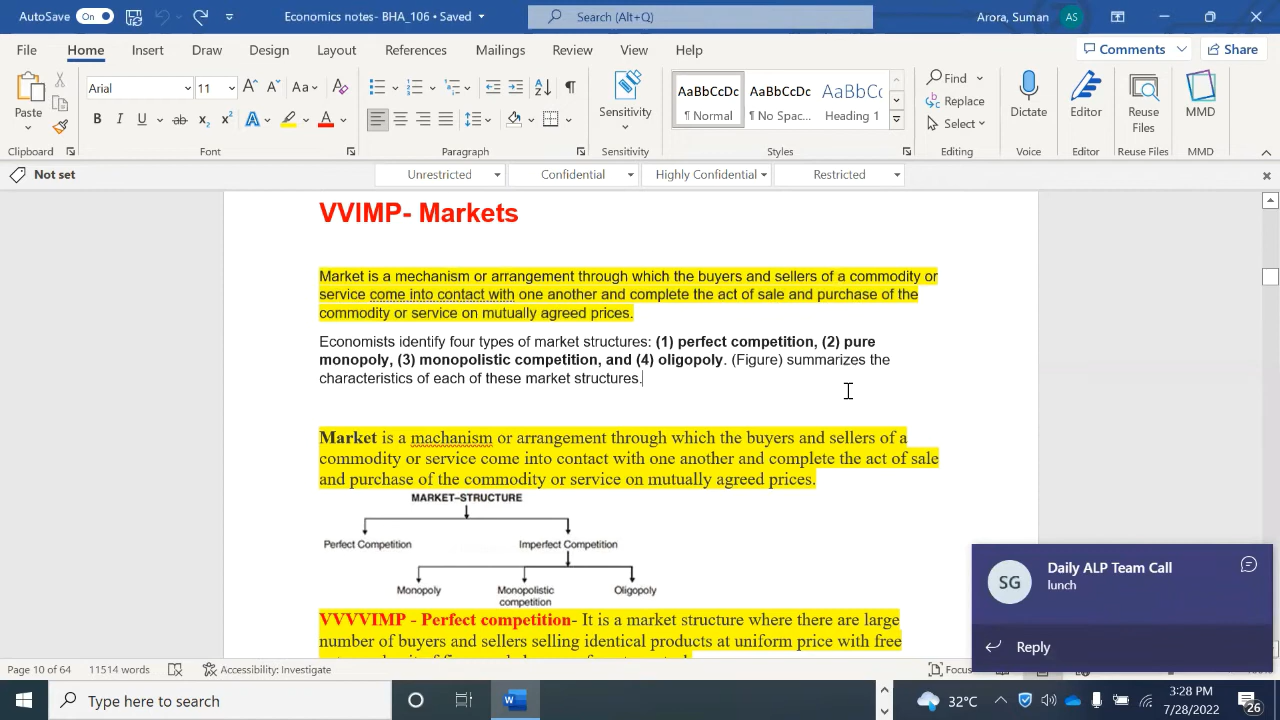 AutoSave On Economics notes - BHA_106 • Saved Search (Alt+Q) Arora, Suman AS
File Home Insert Draw Design Layout References Mailings Review View Help Comments Share
Paste
Clipboard
Arial 11 Aa
B I U ab x₂ x² A A
Font
Paragraph
Sensitivity
Sensitivity
AaBbCcDc AaBbCcDc AaBbCc
¶ Normal ¶ No Spac... Heading 1
Styles
Find
Replace
Select
Editing
Dictate
Voice
Editor
Editor
Reuse
Files
Reuse Files
MMD
MMD
Not set Unrestricted Confidential Highly Confidential Restricted
VVIMP- Markets
Market is a mechanism or arrangement through which the buyers and sellers of a commodity or
service come into contact with one another and complete the act of sale and purchase of the
commodity or service on mutually agreed prices.
Economists identify four types of market structures: (1) perfect competition, (2) pure
monopoly, (3) monopolistic competition, and (4) oligopoly. (Figure) summarizes the
characteristics of each of these market structures.
Market is a machanism or arrangement through which the buyers and sellers of a
commodity or service come into contact with one another and complete the act of sale
and purchase of the commodity or service on mutually agreed prices.
MARKET–STRUCTURE
Perfect Competition Imperfect Competition
Monopoly Monopolistic Oligopoly
competition
VVVVIMP - Perfect competition- It is a market structure where there are large
number of buyers and sellers selling identical products at uniform price with free
SG Daily ALP Team Call
lunch
Reply
Page 10 of 64 11514 words Accessibility: Investigate Focus
Type here to search 32°C 3:28 PM
7/28/2022 26